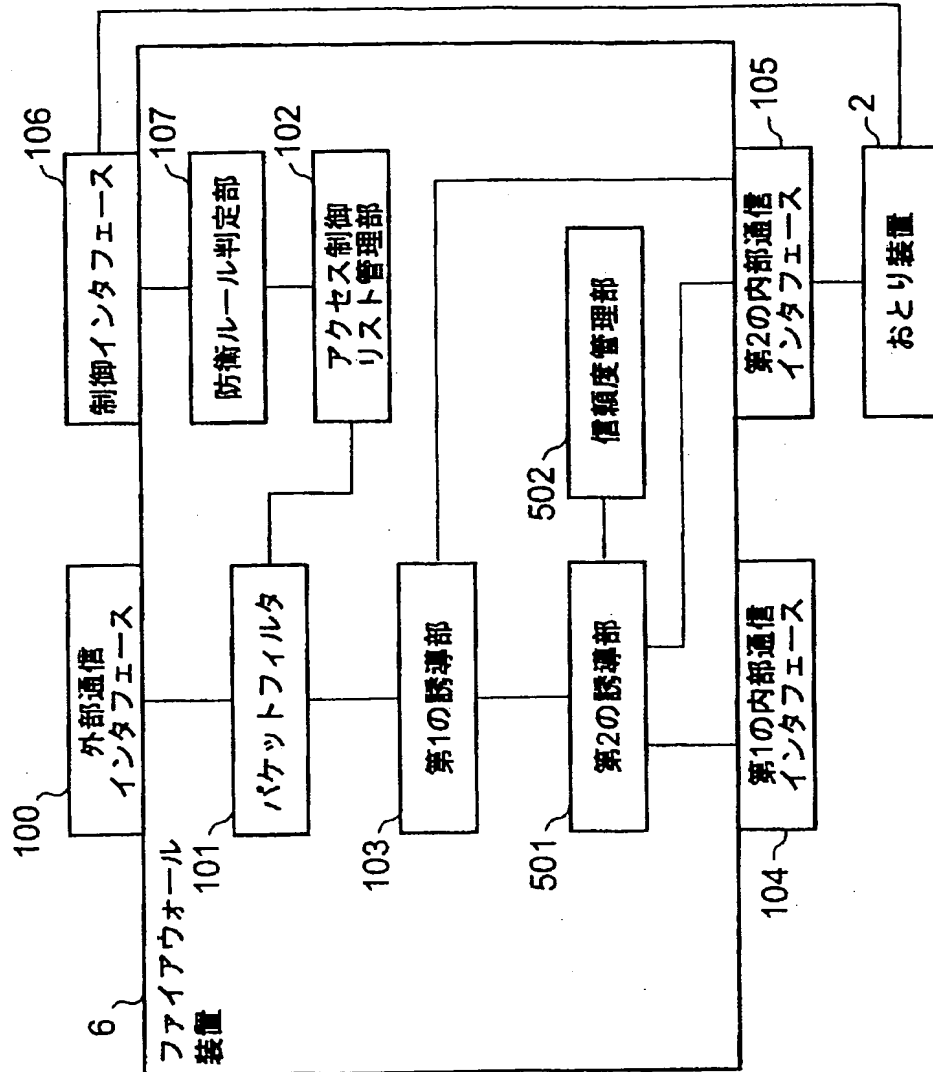 6
ファイアウォール
装置
100
外部通信
インタフェース
106
制御インタフェース
107
防衛ルール判定部
102
アクセス制御
リスト管理部
101
パケットフィルタ
103
第1の誘導部
501
第2の誘導部
502
信頼度管理部
104
第1の内部通信
インタフェース
105
第2の内部通信
インタフェース
2
おとり装置